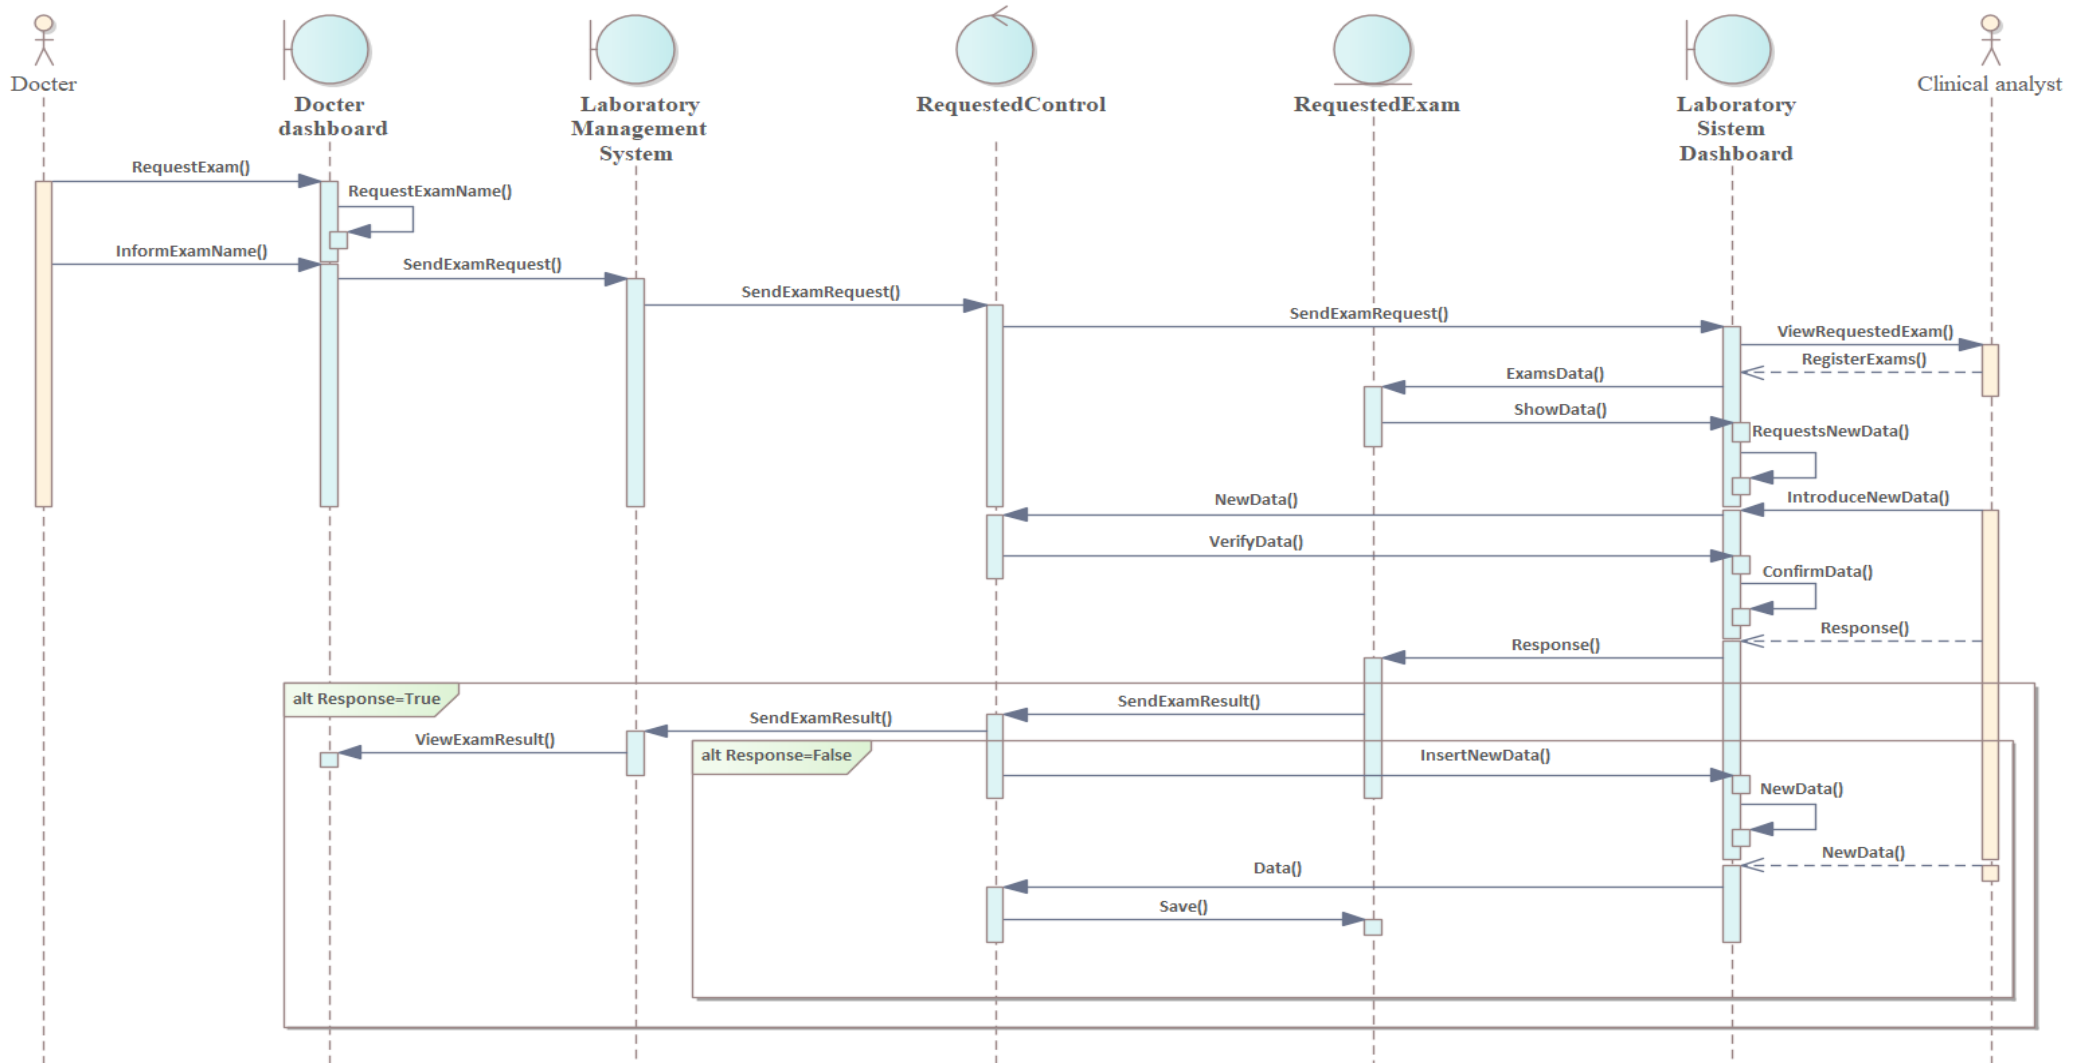 Docter
Docter
dashboard
Laboratory
Management
System
RequestedControl
RequestedExam
Laboratory
Sistem
Dashboard
Clinical analyst
RequestExam()
RequestExamName()
InformExamName()
SendExamRequest()
SendExamRequest()
SendExamRequest()
ViewRequestedExam()
RegisterExams()
ExamsData()
ShowData()
RequestsNewData()
IntroduceNewData()
NewData()
VerifyData()
ConfirmData()
Response()
Response()
alt Response=True
SendExamResult()
SendExamResult()
ViewExamResult()
alt Response=False
InsertNewData()
NewData()
NewData()
Data()
Save()